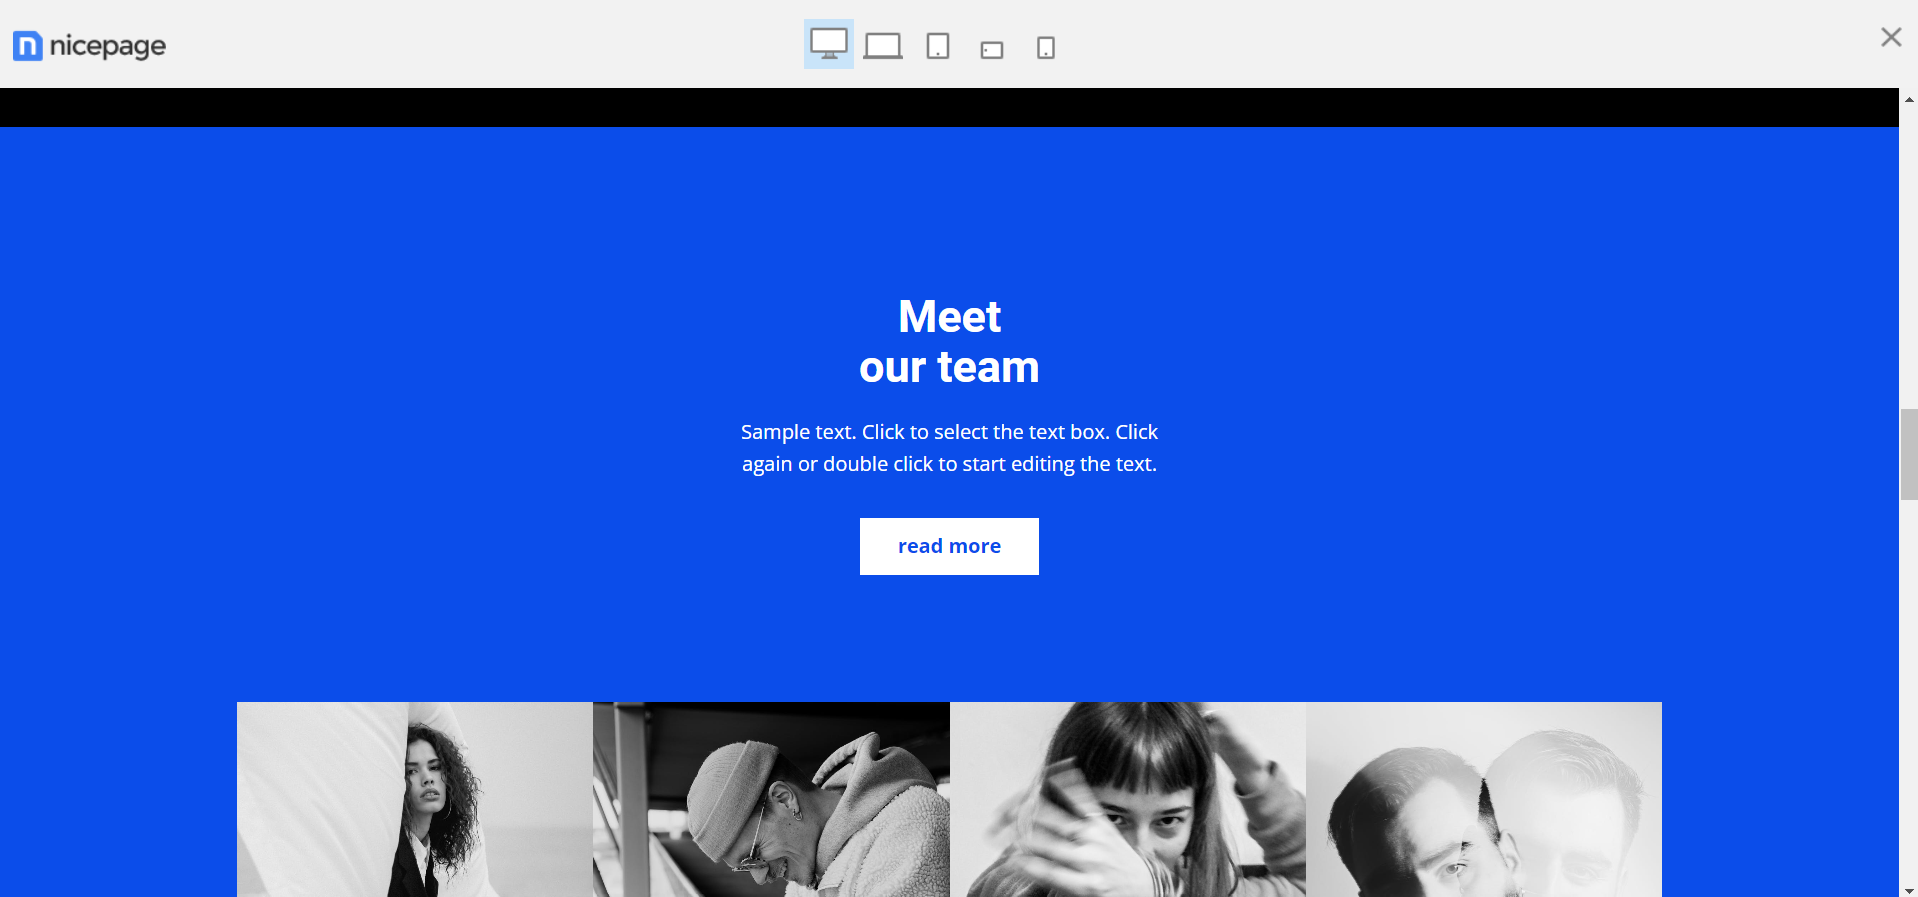 nicepage
Meet
our team
Sample text. Click to select the text box. Click
again or double click to start editing the text.
read more